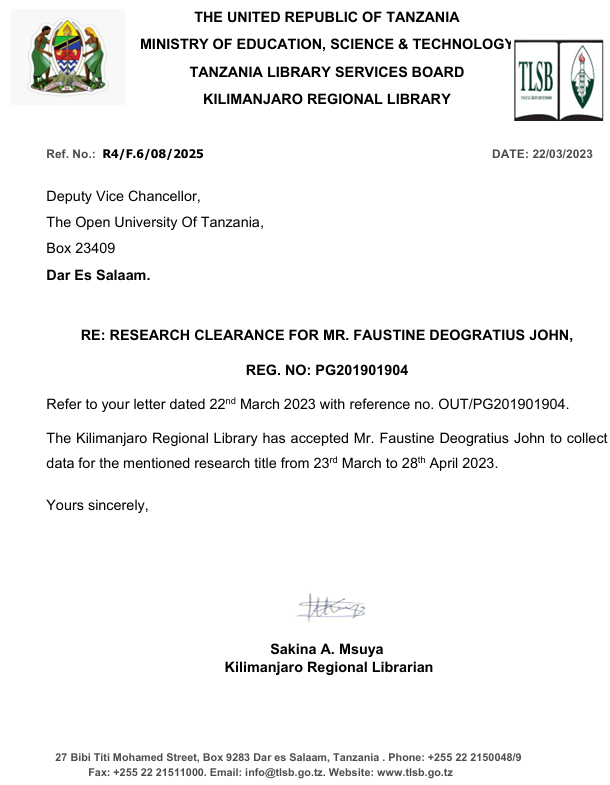 THE UNITED REPUBLIC OF TANZANIA
MINISTRY OF EDUCATION, SCIENCE & TECHNOLOGY
TANZANIA LIBRARY SERVICES BOARD
KILIMANJARO REGIONAL LIBRARY
TLSB
Ref. No.: R4/F.6/08/2025 DATE: 22/03/2023
Deputy Vice Chancellor,
The Open University Of Tanzania,
Box 23409
Dar Es Salaam.
RE: RESEARCH CLEARANCE FOR MR. FAUSTINE DEOGRATIUS JOHN,
REG. NO: PG201901904
Refer to your letter dated 22nd March 2023 with reference no. OUT/PG201901904.
The Kilimanjaro Regional Library has accepted Mr. Faustine Deogratius John to collect
data for the mentioned research title from 23rd March to 28th April 2023.
Yours sincerely,
Sakina A. Msuya
Kilimanjaro Regional Librarian
27 Bibi Titi Mohamed Street, Box 9283 Dar es Salaam, Tanzania . Phone: +255 22 2150048/9
Fax: +255 22 21511000. Email: info@tlsb.go.tz. Website: www.tlsb.go.tz